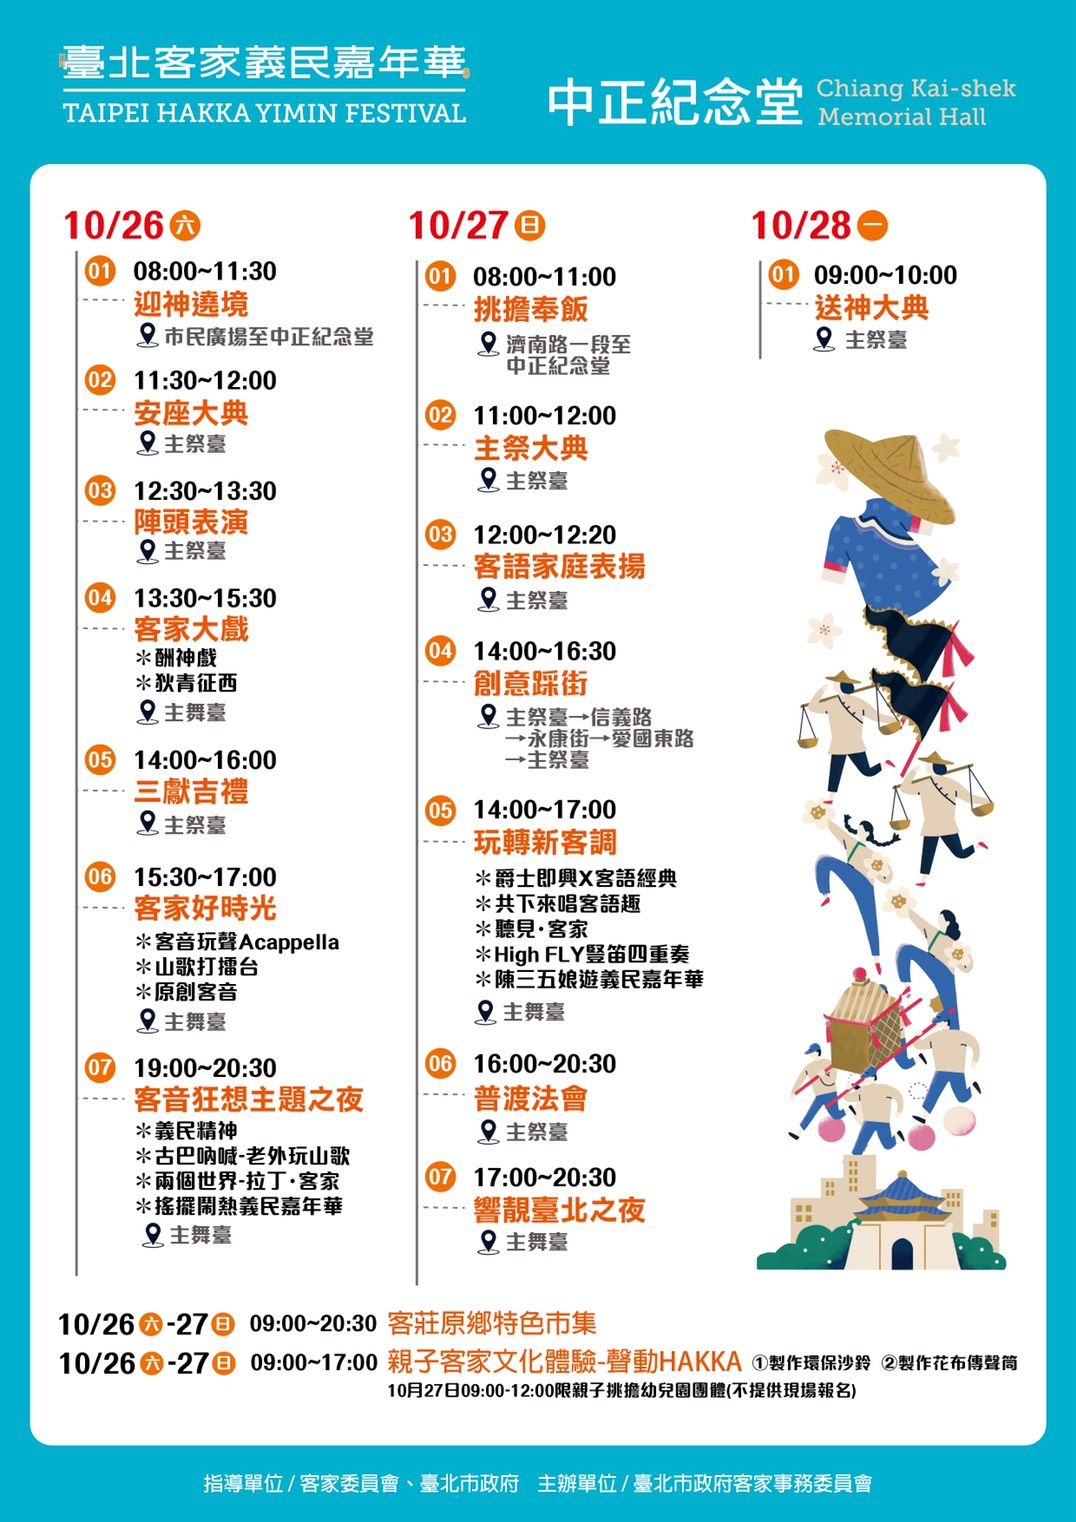 臺北客家義民嘉年華
TAIPEI HAKKA YIMIN FESTIVAL
中正紀念堂
Chiang Kai-shek
Memorial Hall
10/26 六
01 08:00~11:30
迎神遶境
市民廣場至中正紀念堂
02 11:30~12:00
安座大典
主祭臺
03 12:30~13:30
陣頭表演
主祭臺
04 13:30~15:30
客家大戲
＊酬神戲
＊狄青征西
主舞臺
05 14:00~16:00
三獻吉禮
主祭臺
06 15:30~17:00
客家好時光
＊客音玩聲Acappella
＊山歌打擂台
＊原創客音
主舞臺
07 19:00~20:30
客音狂想主題之夜
＊義民精神
＊古巴吶喊-老外玩山歌
＊兩個世界-拉丁·客家
＊搖擺鬧熱義民嘉年華
主舞臺
10/27 日
01 08:00~11:00
挑擔奉飯
濟南路一段至
中正紀念堂
02 11:00~12:00
主祭大典
主祭臺
03 12:00~12:20
客語家庭表揚
主祭臺
04 14:00~16:30
創意踩街
主祭臺→信義路
→永康街→愛國東路
→主祭臺
05 14:00~17:00
玩轉新客調
＊爵士即興X客語經典
＊共下來唱客語趣
＊聽見·客家
＊High FLY豎笛四重奏
＊陳三五娘遊義民嘉年華
主舞臺
06 16:00~20:30
普渡法會
主祭臺
07 17:00~20:30
響靚臺北之夜
主舞臺
10/28 一
01 09:00~10:00
送神大典
主祭臺
10/26 六-27 日 09:00~20:30 客莊原鄉特色市集
10/26 六-27 日 09:00~17:00 親子客家文化體驗-聲動HAKKA ①製作環保沙鈴 ②製作花布傳聲筒
10月27日09:00-12:00限親子挑擔幼兒園團體(不提供現場報名)
指導單位 / 客家委員會、臺北市政府 主辦單位 / 臺北市政府客家事務委員會